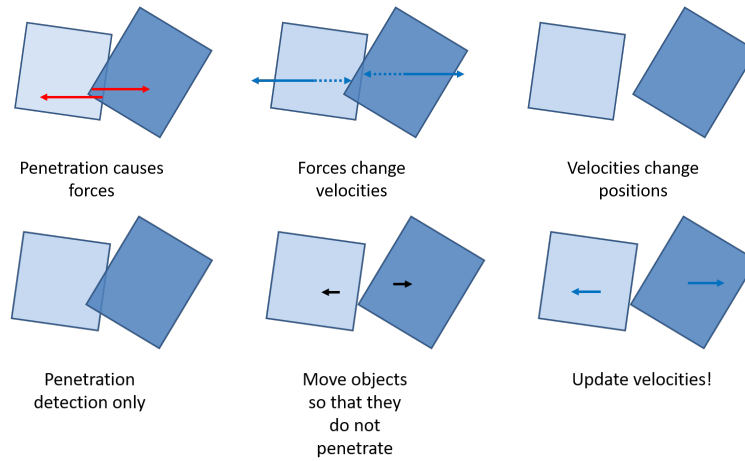 Penetration causes
forces
Forces change
velocities
Velocities change
positions
Penetration
detection only
Move objects
so that they
do not
penetrate
Update velocities!